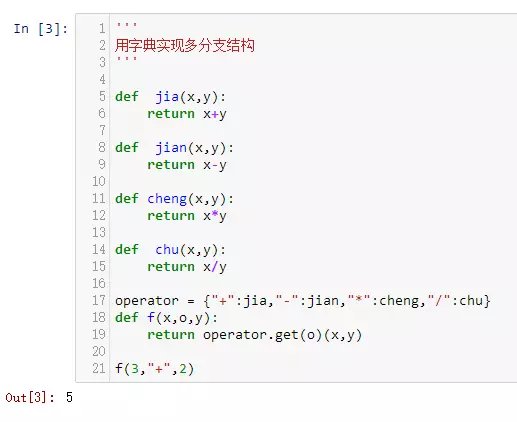 In [3]:
1 '''
2 用字典实现多分支结构
3 '''
4
5 def  jia(x,y):
6     return x+y
7
8 def  jian(x,y):
9     return x-y
10
11 def cheng(x,y):
12     return x*y
13
14 def  chu(x,y):
15     return x/y
16
17 operator = {"+":jia,"-":jian,"*":cheng,"/":chu}
18 def f(x,o,y):
19     return operator.get(o)(x,y)
20
21 f(3,"+",2)
Out[3]: 5